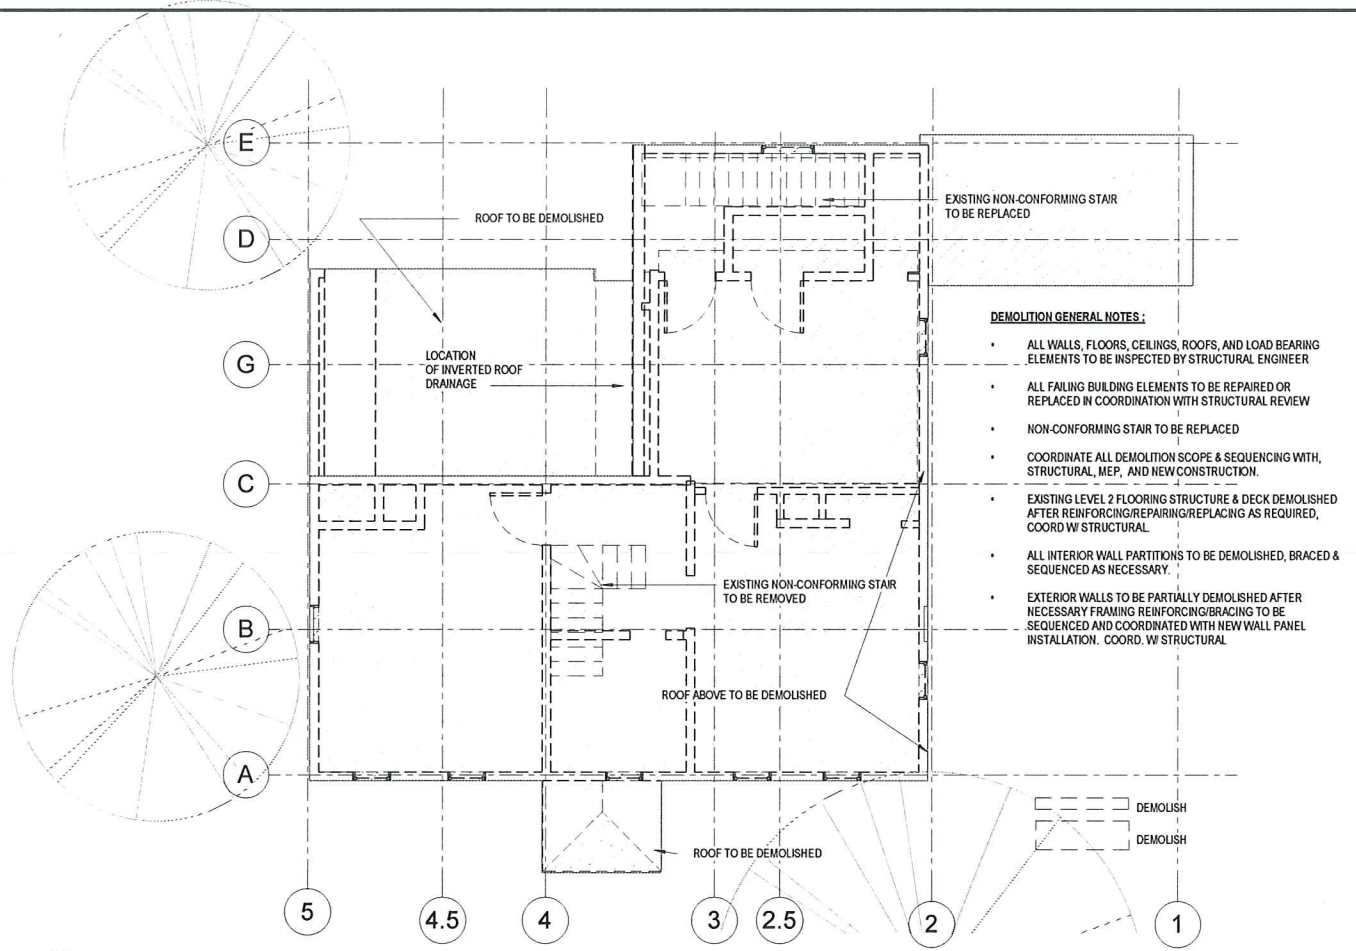 E
EXISTING NON-CONFORMING STAIR
TO BE REPLACED
ROOF TO BE DEMOLISHED
D
DEMOLITION GENERAL NOTES :
• ALL WALLS, FLOORS, CEILINGS, ROOFS, AND LOAD BEARING
ELEMENTS TO BE INSPECTED BY STRUCTURAL ENGINEER
LOCATION
OF INVERTED ROOF
DRAINAGE
G
• ALL FAILING BUILDING ELEMENTS TO BE REPAIRED OR
REPLACED IN COORDINATION WITH STRUCTURAL REVIEW
• NON-CONFORMING STAIR TO BE REPLACED
• COORDINATE ALL DEMOLITION SCOPE & SEQUENCING WITH,
STRUCTURAL, MEP, AND NEW CONSTRUCTION.
C
• EXISTING LEVEL 2 FLOORING STRUCTURE & DECK DEMOLISHED
AFTER REINFORCING/REPAIRING/REPLACING AS REQUIRED,
COORD W/ STRUCTURAL.
• ALL INTERIOR WALL PARTITIONS TO BE DEMOLISHED, BRACED &
SEQUENCED AS NECESSARY.
EXISTING NON-CONFORMING STAIR
TO BE REMOVED
• EXTERIOR WALLS TO BE PARTIALLY DEMOLISHED AFTER
NECESSARY FRAMING REINFORCING/BRACING TO BE
SEQUENCED AND COORDINATED WITH NEW WALL PANEL
INSTALLATION. COORD. W/ STRUCTURAL
B
ROOF ABOVE TO BE DEMOLISHED
A
DEMOLISH
DEMOLISH
ROOF TO BE DEMOLISHED
5
4.5
4
3
2.5
2
1